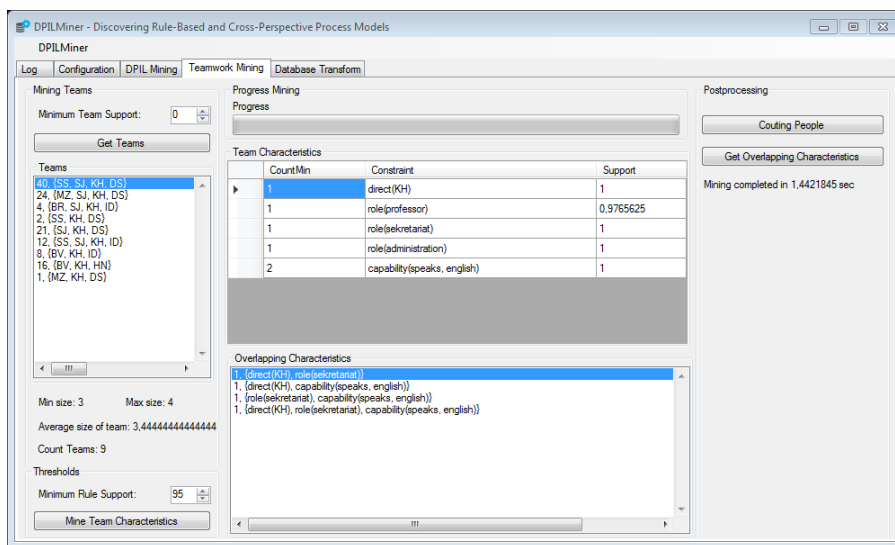 DPILMiner - Discovering Rule-Based and Cross-Perspective Process Models
DPILMiner
Log Configuration DPIL Mining Teamwork Mining Database Transform
Mining Teams
Minimum Team Support: 0
Get Teams
Teams
40, {SS, SJ, KH, DS}
24, {MZ, SJ, KH, DS}
4, {BR, SJ, KH, ID}
2, {SS, KH, DS}
21, {SJ, KH, DS}
12, {SS, SJ, KH, ID}
8, {BV, KH, ID}
16, {BV, KH, HN}
1, {MZ, KH, DS}
Min size: 3 Max size: 4
Average size of team: 3,44444444444444
Count Teams: 9
Thresholds
Minimum Rule Support: 95
Mine Team Characteristics
Progress Mining
Progress
Team Characteristics
CountMin Constraint Support
1 direct(KH) 1
1 role(professor) 0,9765625
1 role(sekretariat) 1
1 role(administration) 1
2 capability(speaks, english) 1
Overlapping Characteristics
1, {direct(KH), role(sekretariat)}
1, {direct(KH), capability(speaks, english)}
1, {role(sekretariat), capability(speaks, english)}
1, {direct(KH), role(sekretariat), capability(speaks, english)}
Postprocessing
Couting People
Get Overlapping Characteristics
Mining completed in 1,4421845 sec